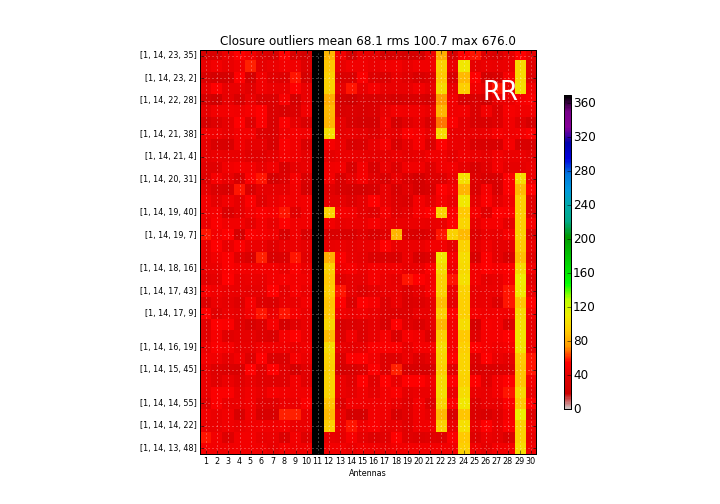 Closure outliers mean 68.1 rms 100.7 max 676.0
[1, 14, 23, 35]
[1, 14, 23, 2]
[1, 14, 22, 28]
[1, 14, 21, 38]
[1, 14, 21, 4]
[1, 14, 20, 31]
[1, 14, 19, 40]
[1, 14, 19, 7]
[1, 14, 18, 16]
[1, 14, 17, 43]
[1, 14, 17, 9]
[1, 14, 16, 19]
[1, 14, 15, 45]
[1, 14, 14, 55]
[1, 14, 14, 22]
[1, 14, 13, 48]
RR
1 2 3 4 5 6 7 8 9 10 11 12 13 14 15 16 17 18 19 20 21 22 23 24 25 26 27 28 29 30
Antennas
360
320
280
240
200
160
120
80
40
0